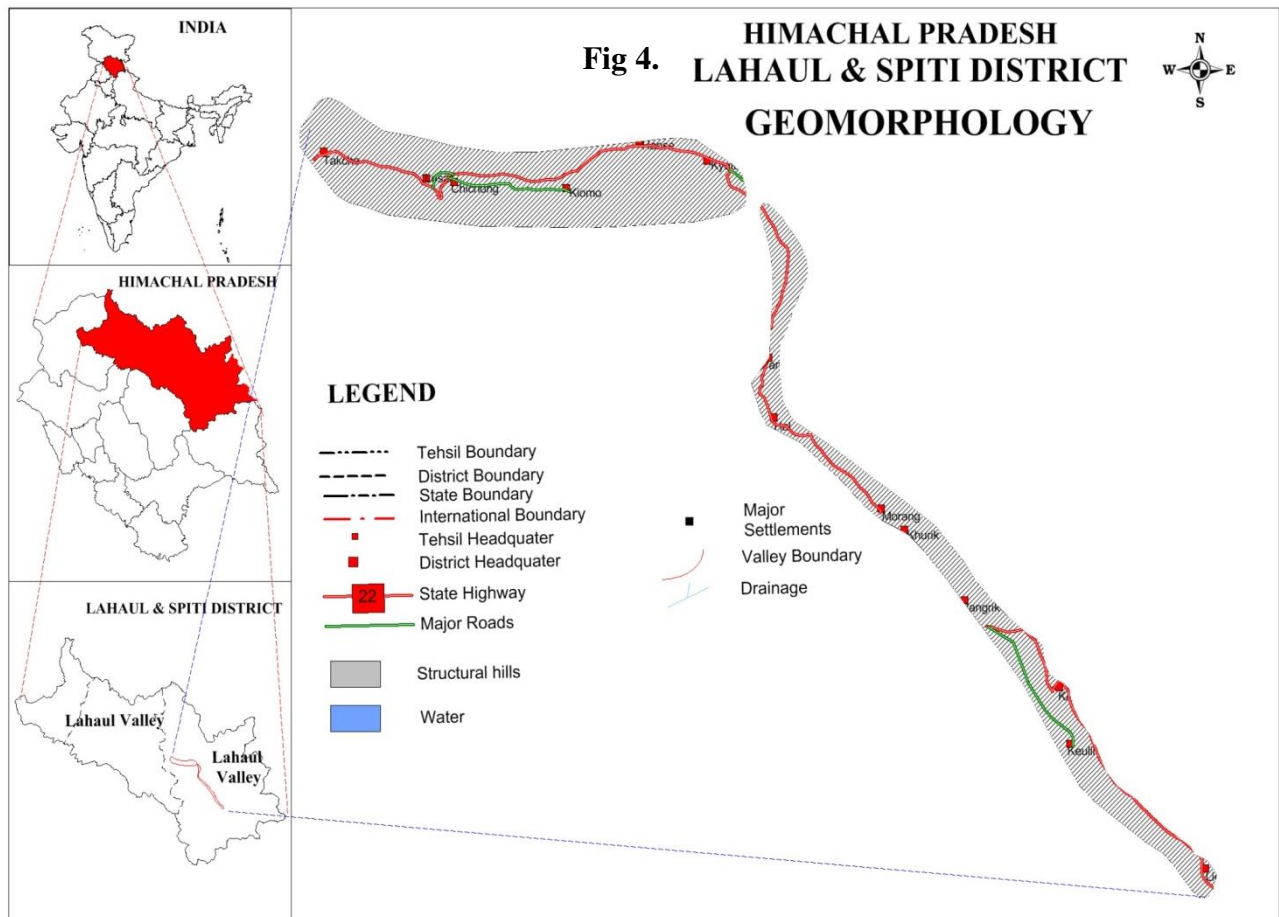 INDIA
HIMACHAL PRADESH
LAHAUL & SPITI DISTRICT
Lahaul Valley
Lahaul
Valley
Fig 4.
HIMACHAL PRADESH
LAHAUL & SPITI DISTRICT
GEOMORPHOLOGY
N
W
E
S
Chichong
Kiomo
Morang
Khurik
LEGEND
Tehsil Boundary
District Boundary
State Boundary
International Boundary
Tehsil Headquater
District Headquater
22
State Highway
Major Roads
Structural hills
Water
Major
Settlements
Valley Boundary
Drainage